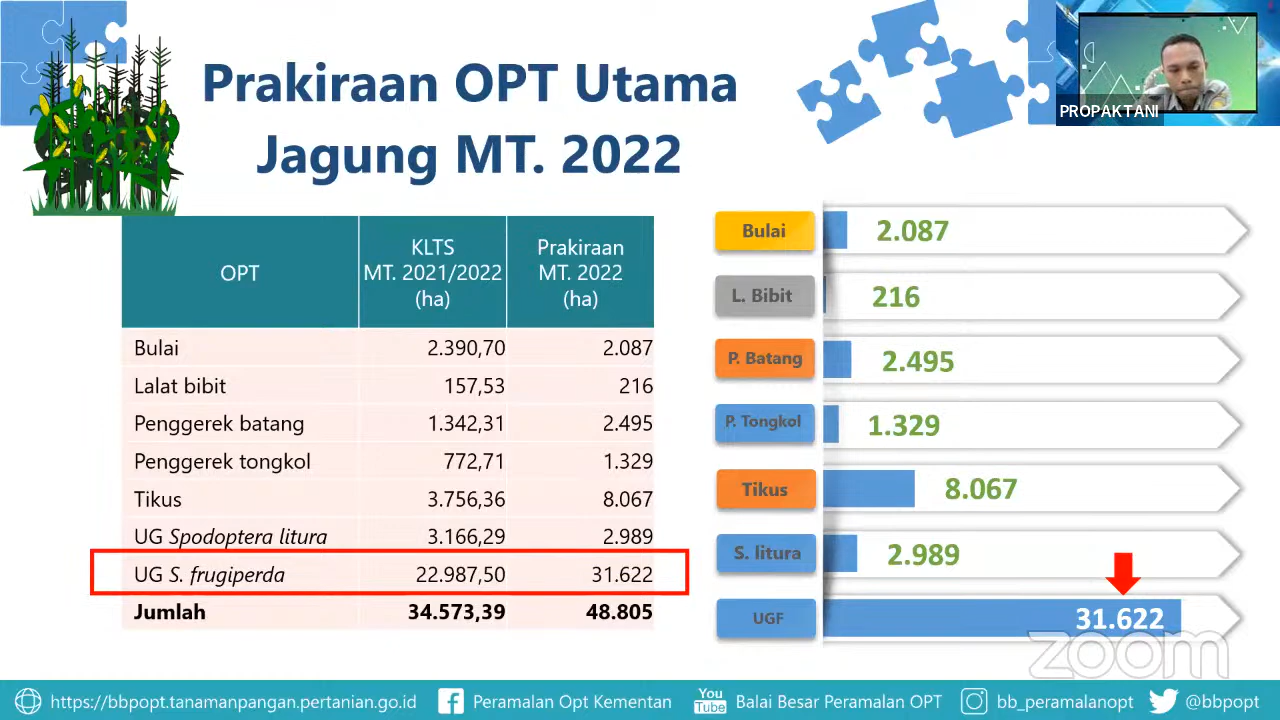 Prakiraan OPT Utama
Jagung MT. 2022
PROPAKTANI
OPT
KLTS
MT. 2021/2022
(ha)
Prakiraan
MT. 2022
(ha)
Bulai 2.390,70 2.087
Lalat bibit 157,53 216
Penggerek batang 1.342,31 2.495
Penggerek tongkol 772,71 1.329
Tikus 3.756,36 8.067
UG Spodoptera litura 3.166,29 2.989
UG S. frugiperda 22.987,50 31.622
Jumlah 34.573,39 48.805
Bulai 2.087
L. Bibit 216
P. Batang 2.495
P. Tongkol 1.329
Tikus 8.067
S. litura 2.989
UGF 31.622
zoom
https://bbpopt.tanamanpangan.pertanian.go.id Peramalan Opt Kementan You Tube Balai Besar Peramalan OPT bb_peramalanopt @bbpopt